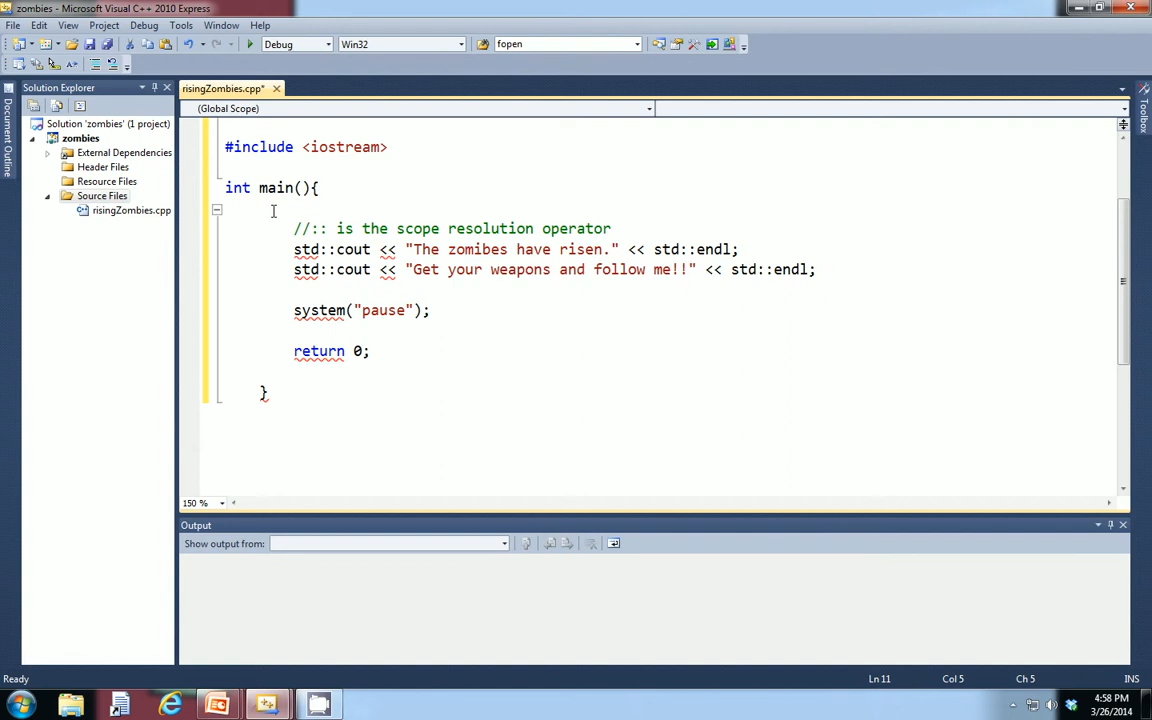 zombies - Microsoft Visual C++ 2010 Express
File Edit View Project Debug Tools Window Help
Debug Win32 fopen
Solution Explorer
risingZombies.cpp*
Document Outline
Toolbox
(Global Scope)
Solution 'zombies' (1 project)
zombies
External Dependencies
Header Files
Resource Files
Source Files
risingZombies.cpp
#include <iostream>
int main(){
//:: is the scope resolution operator
std::cout << "The zomibes have risen." << std::endl;
std::cout << "Get your weapons and follow me!!" << std::endl;
system("pause");
return 0;
}
150 %
Output
Show output from:
Ready Ln 11 Col 5 Ch 5 INS
4:58 PM
3/26/2014